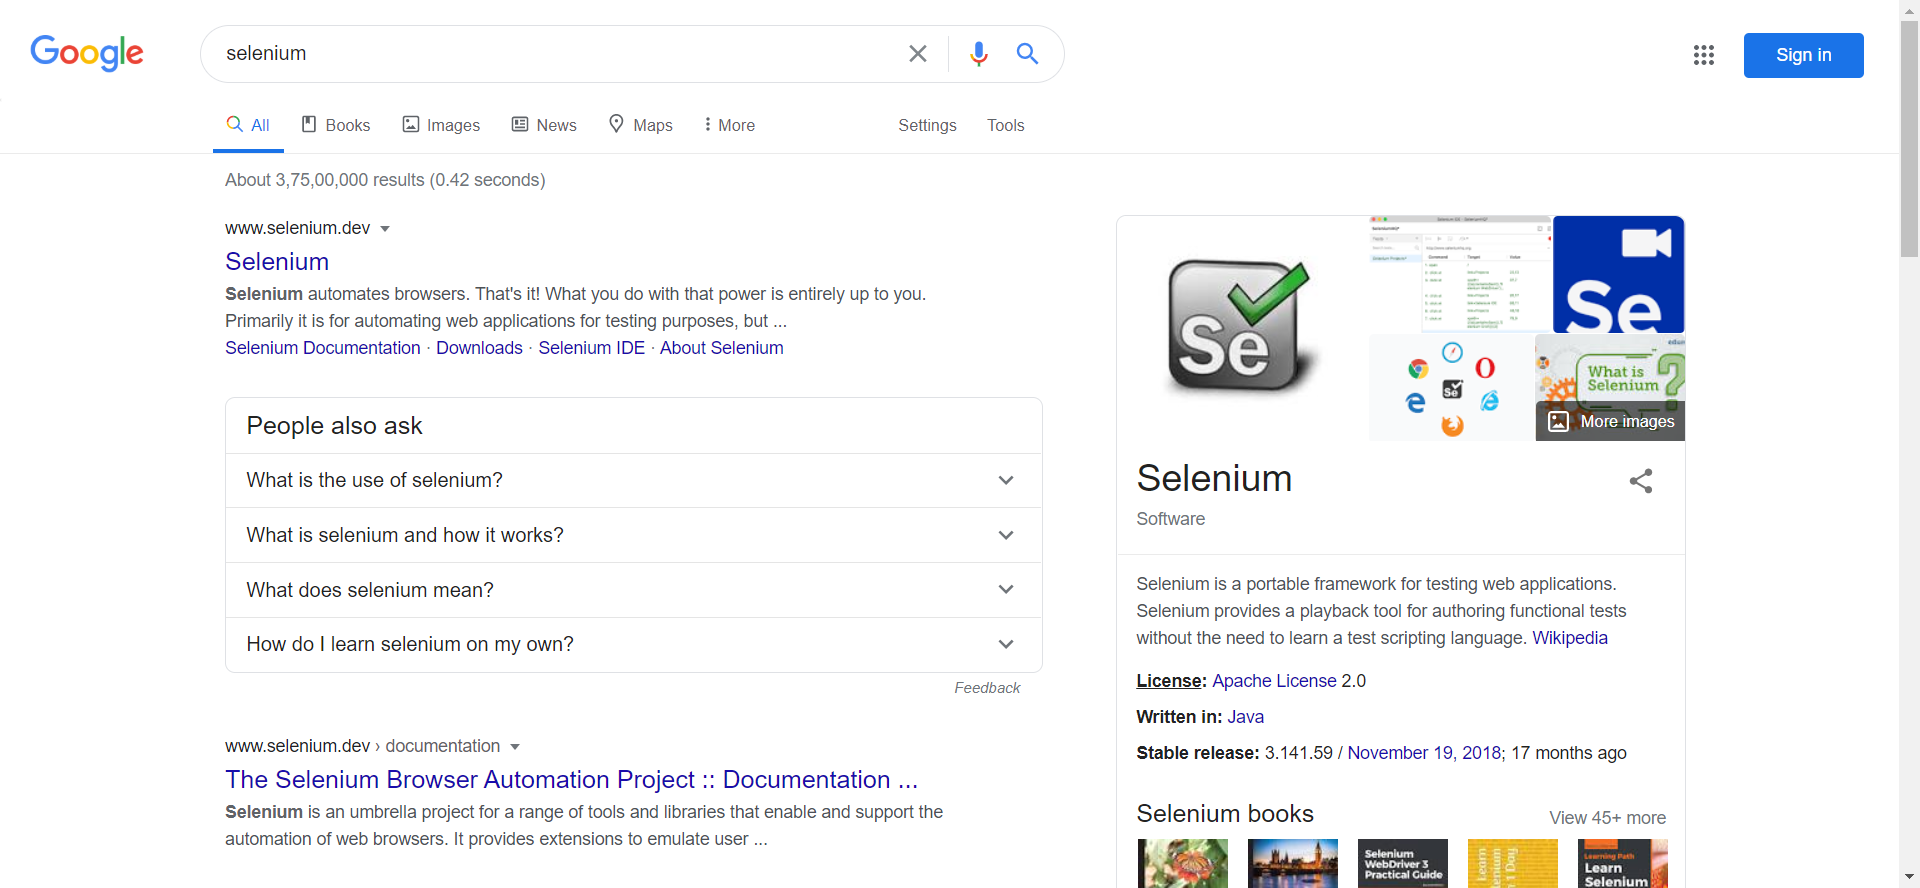 Google
selenium
Sign in
All
Books
Images
News
Maps
More
Settings
Tools
About 3,75,00,000 results (0.42 seconds)
www.selenium.dev
Selenium
Selenium automates browsers. That's it! What you do with that power is entirely up to you.
Primarily it is for automating web applications for testing purposes, but ...
Selenium Documentation · Downloads · Selenium IDE · About Selenium
People also ask
What is the use of selenium?
What is selenium and how it works?
What does selenium mean?
How do I learn selenium on my own?
Feedback
www.selenium.dev › documentation
The Selenium Browser Automation Project :: Documentation ...
Selenium is an umbrella project for a range of tools and libraries that enable and support the
automation of web browsers. It provides extensions to emulate user ...
Se
Command Target Value
Se
Se
What is
Selenium ?
More images
Selenium
Software
Selenium is a portable framework for testing web applications.
Selenium provides a playback tool for authoring functional tests
without the need to learn a test scripting language. Wikipedia
License: Apache License 2.0
Written in: Java
Stable release: 3.141.59 / November 19, 2018; 17 months ago
Selenium books
View 45+ more
Selenium
WebDriver 3
Practical Guide
Learn
1 Day
Learning Path
Learn
Selenium